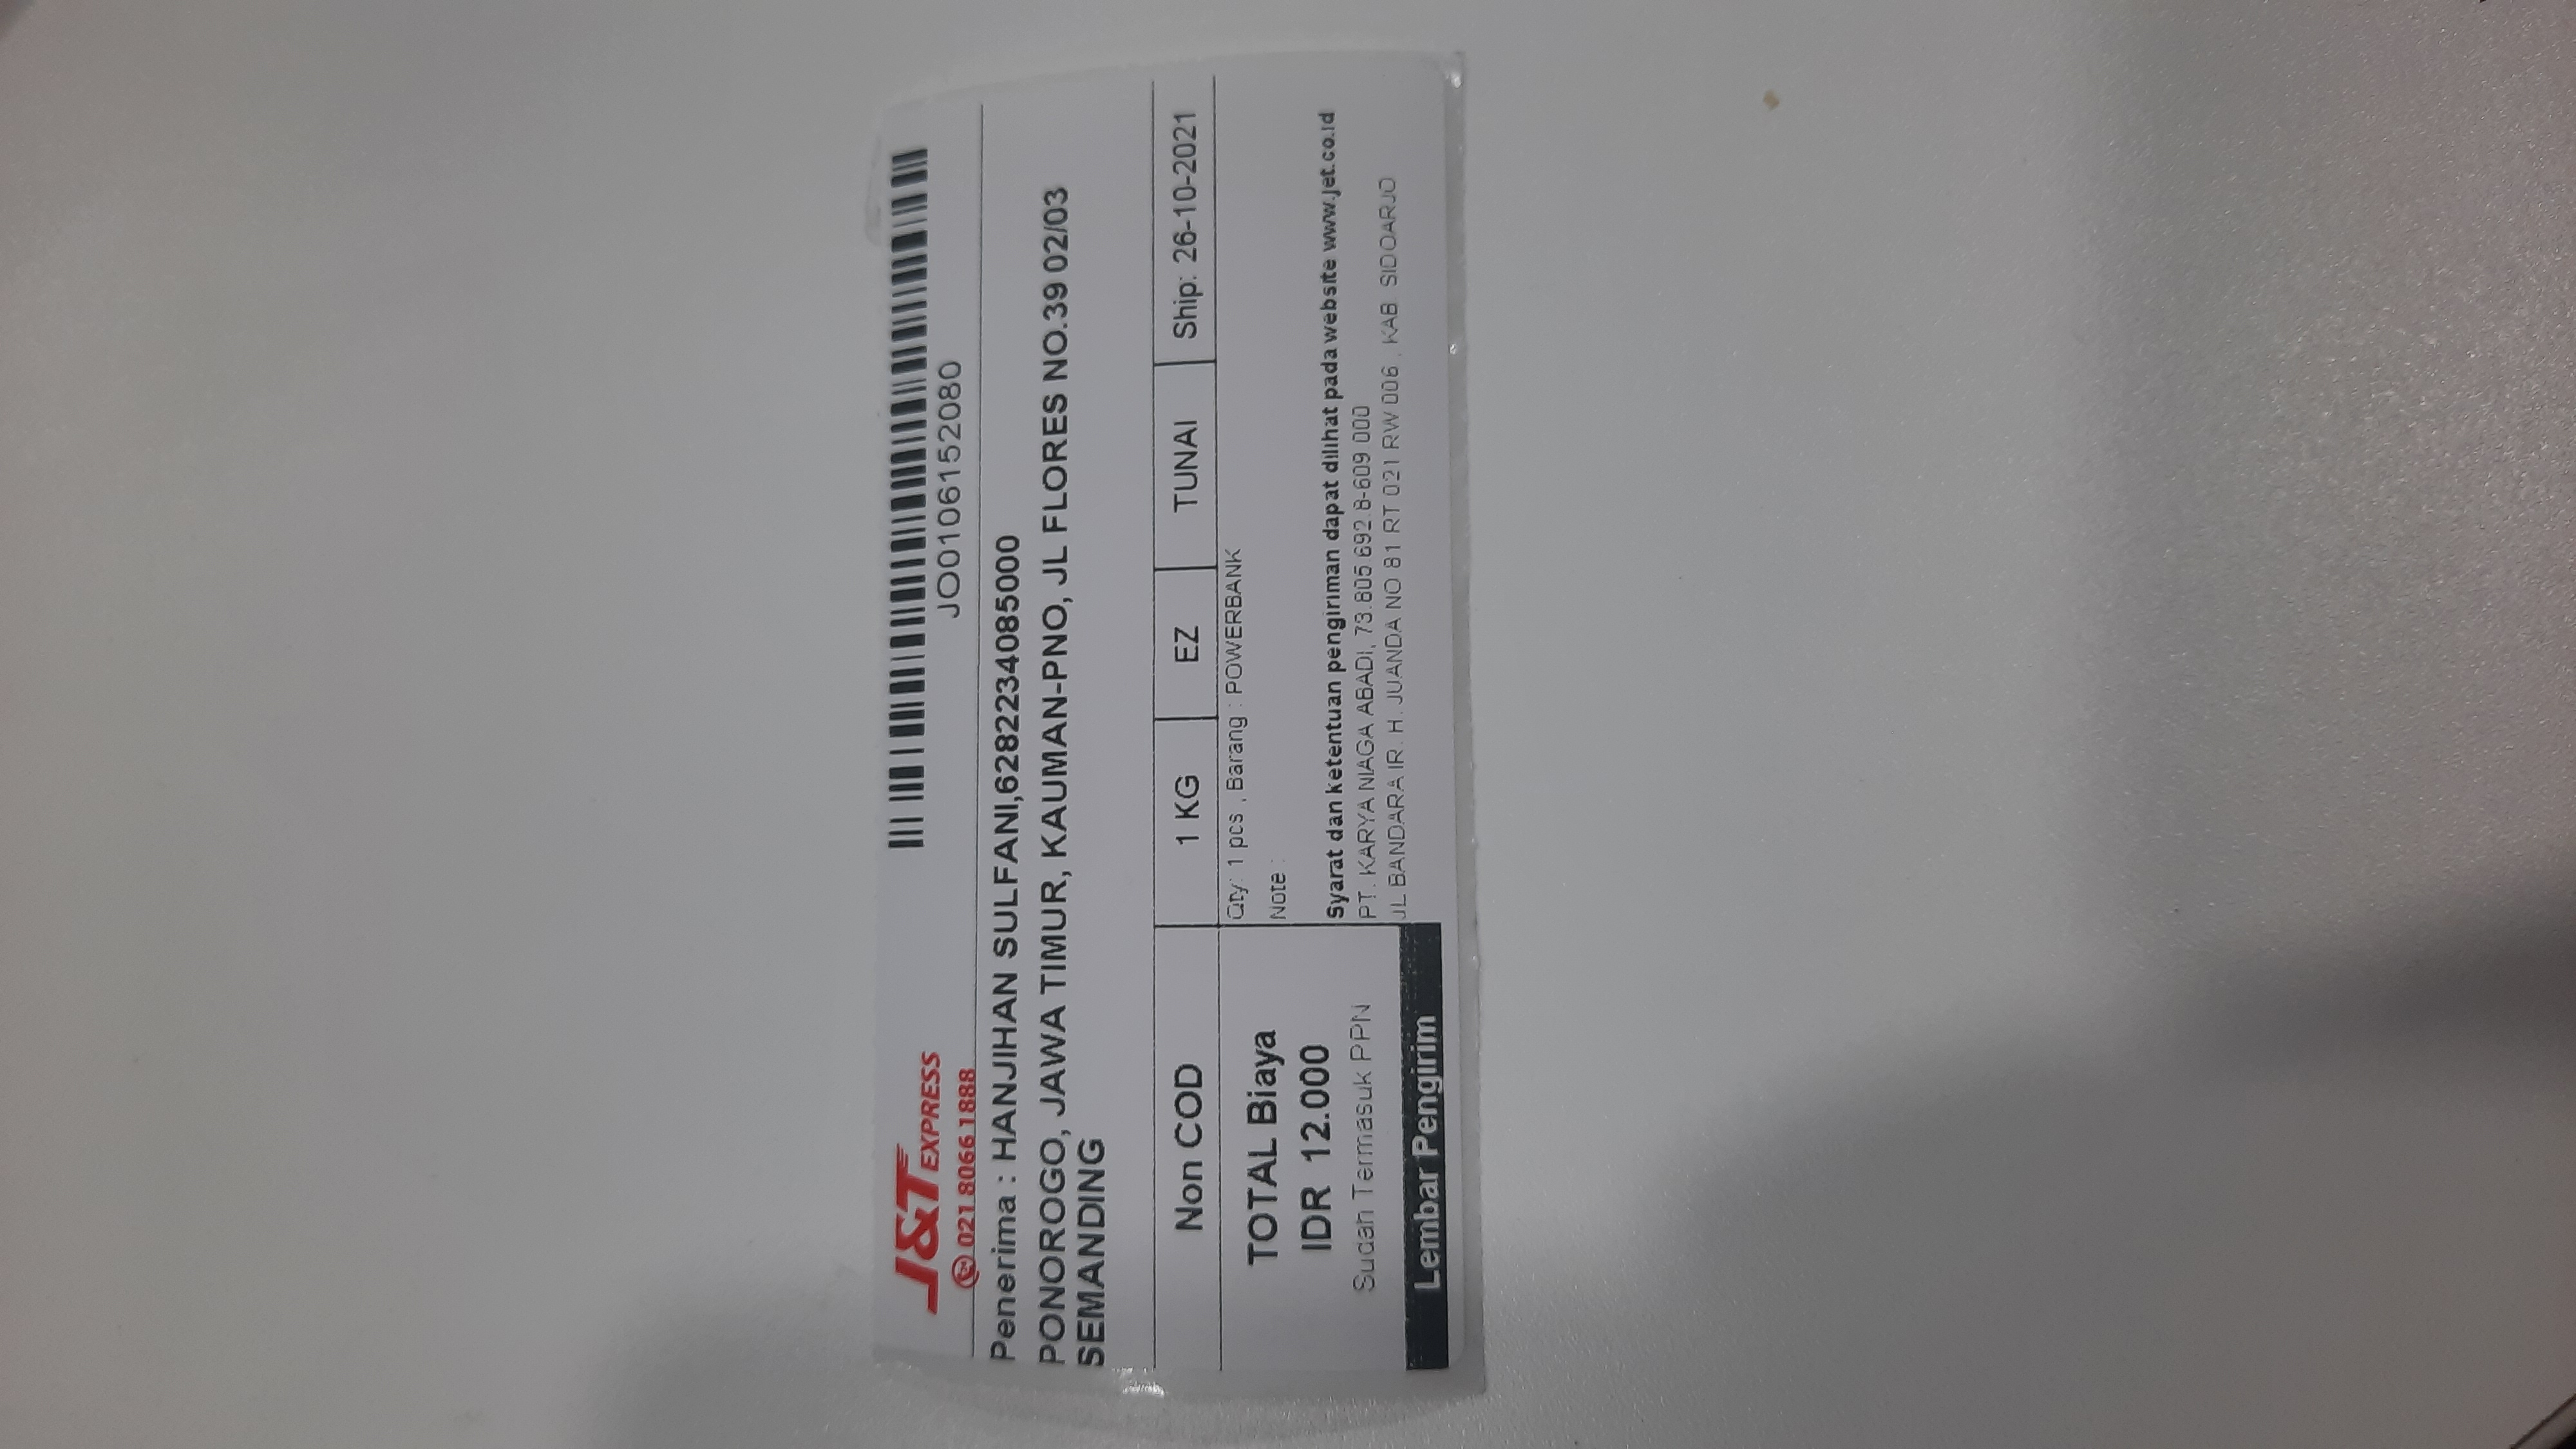 J&T EXPRESS
021 8066 1888
JO0106152080
Penerima : HANJIHAN SULFANI,6282234085000
PONOROGO, JAWA TIMUR, KAUMAN-PNO, JL FLORES NO.39 02/03
SEMANDING
Non COD 1 KG EZ TUNAI Ship: 26-10-2021
TOTAL Biaya
IDR 12.000
Sudah Termasuk PPN
Lembar Pengirim
Qty: 1 pcs , Barang : POWERBANK
Note :
Syarat dan ketentuan pengiriman dapat dilihat pada website www.jet.co.id
PT. KARYA NIAGA ABADI, 73.805.692.8-609.000
JL BANDARA IR. H. JUANDA NO 81 RT 021 RW 006 , KAB. SIDOARJO